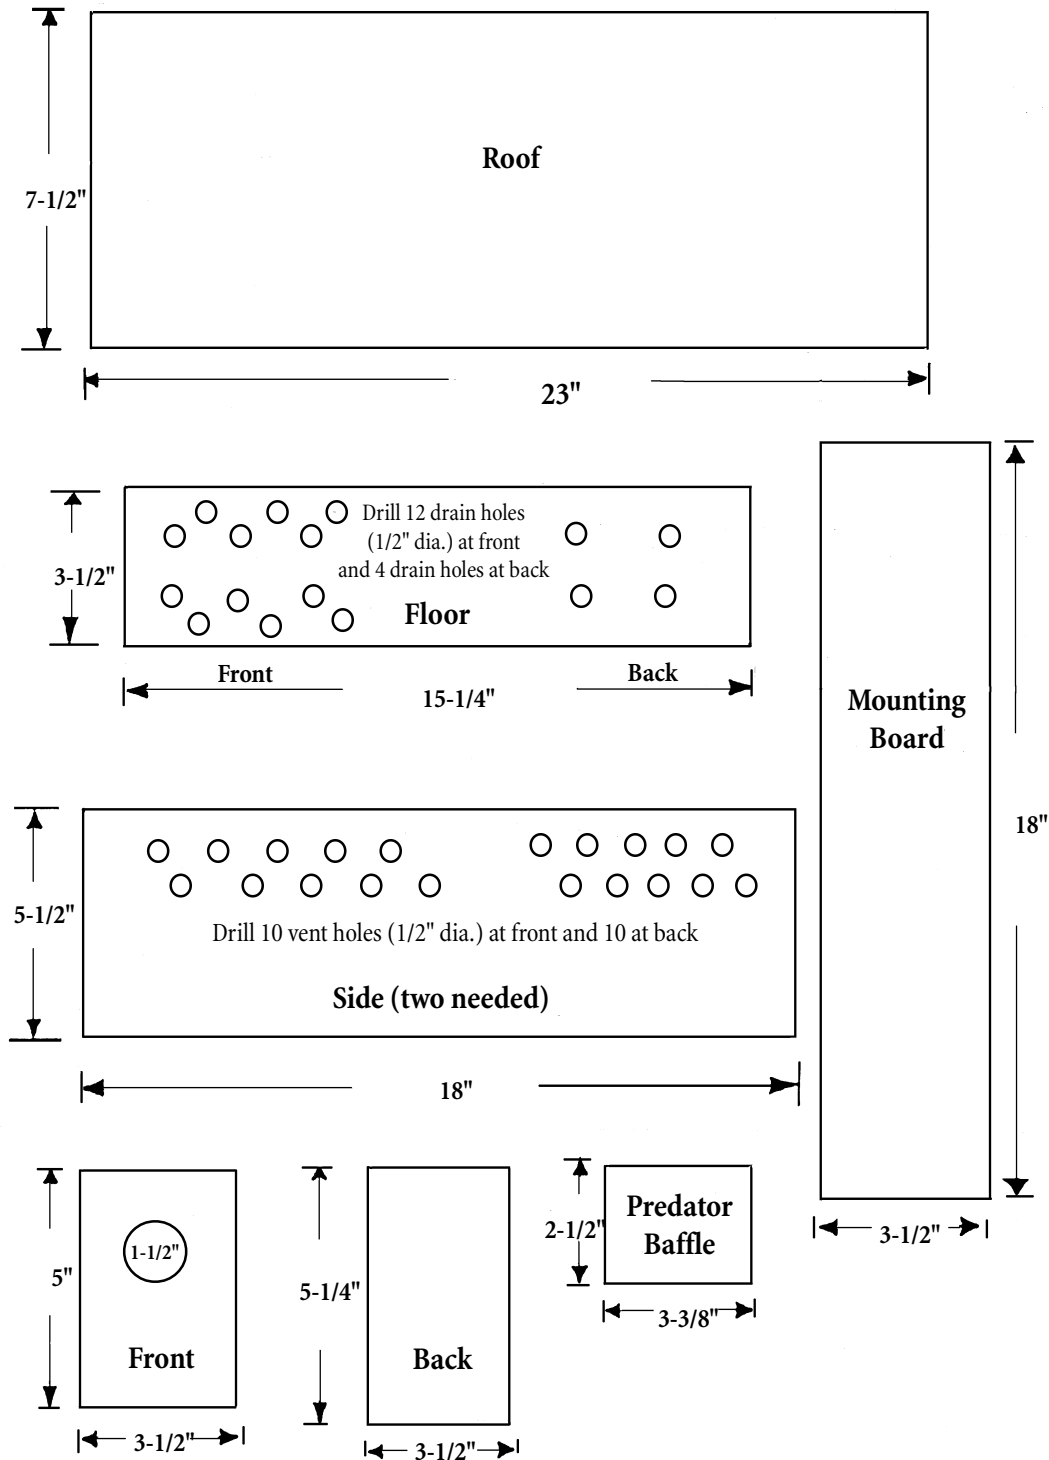 Roof
7-1/2"
23"
Drill 12 drain holes
(1/2" dia.) at front
and 4 drain holes at back
3-1/2"
Floor
Front
Back
15-1/4"
Mounting
Board
18"
3-1/2"
5-1/2"
Drill 10 vent holes (1/2" dia.) at front and 10 at back
Side (two needed)
18"
1-1/2"
5"
Front
3-1/2"
5-1/4"
Back
3-1/2"
Predator
Baffle
2-1/2"
3-3/8"